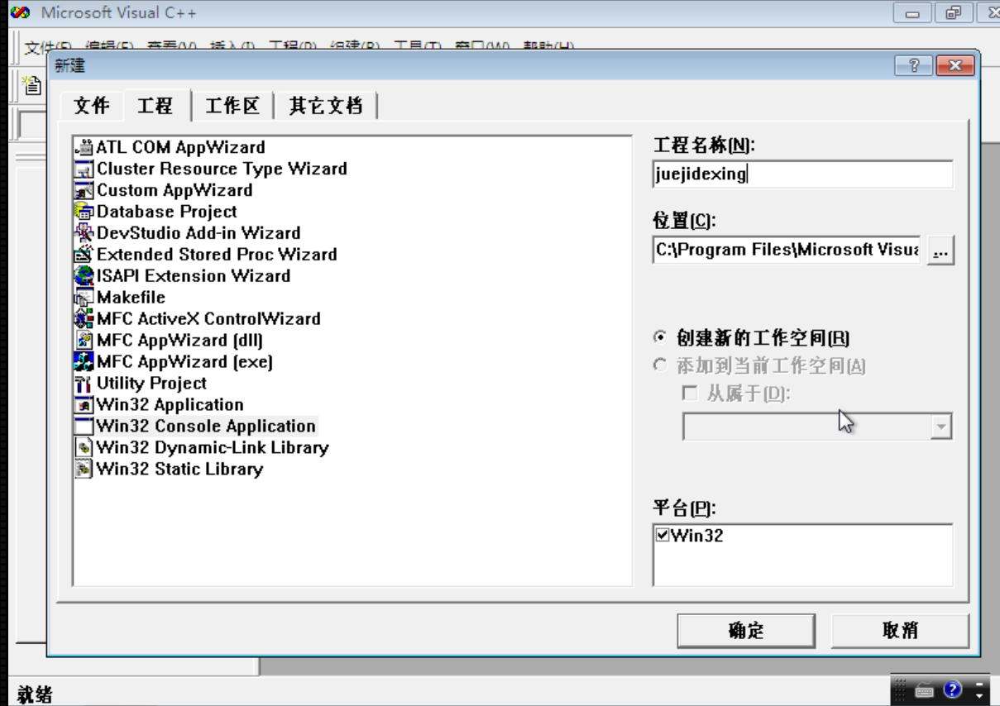 Microsoft Visual C++
文件(F) 编辑(E) 查看(V) 插入(I) 工程(P) 组建(B) 工具(T) 窗口(W) 帮助(H)
新建
文件 工程 工作区 其它文档
ATL COM AppWizard
Cluster Resource Type Wizard
Custom AppWizard
Database Project
DevStudio Add-in Wizard
Extended Stored Proc Wizard
ISAPI Extension Wizard
Makefile
MFC ActiveX ControlWizard
MFC AppWizard (dll)
MFC AppWizard (exe)
Utility Project
Win32 Application
Win32 Console Application
Win32 Dynamic-Link Library
Win32 Static Library
工程名称(N):
juejidexing
位置(C):
C:\Program Files\Microsoft Visua
...
创建新的工作空间(R)
添加到当前工作空间(A)
从属于(D):
平台(P):
Win32
确定 取消
就绪